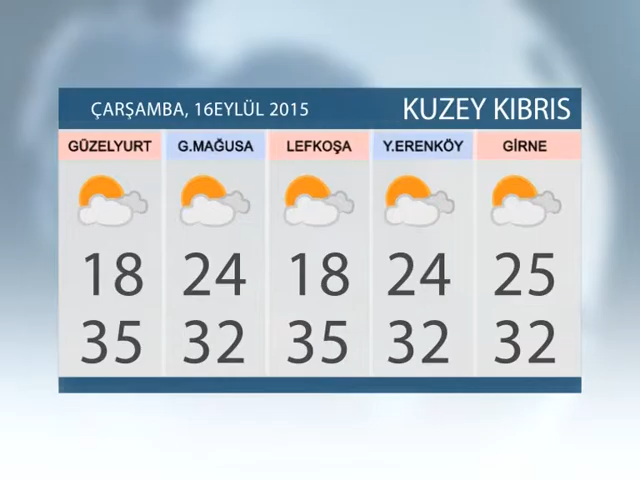 ÇARŞAMBA, 16EYLÜL 2015 KUZEY KIBRIS
GÜZELYURT G.MAĞUSA LEFKOŞA Y.ERENKÖY GİRNE
18 24 18 24 25
35 32 35 32 32